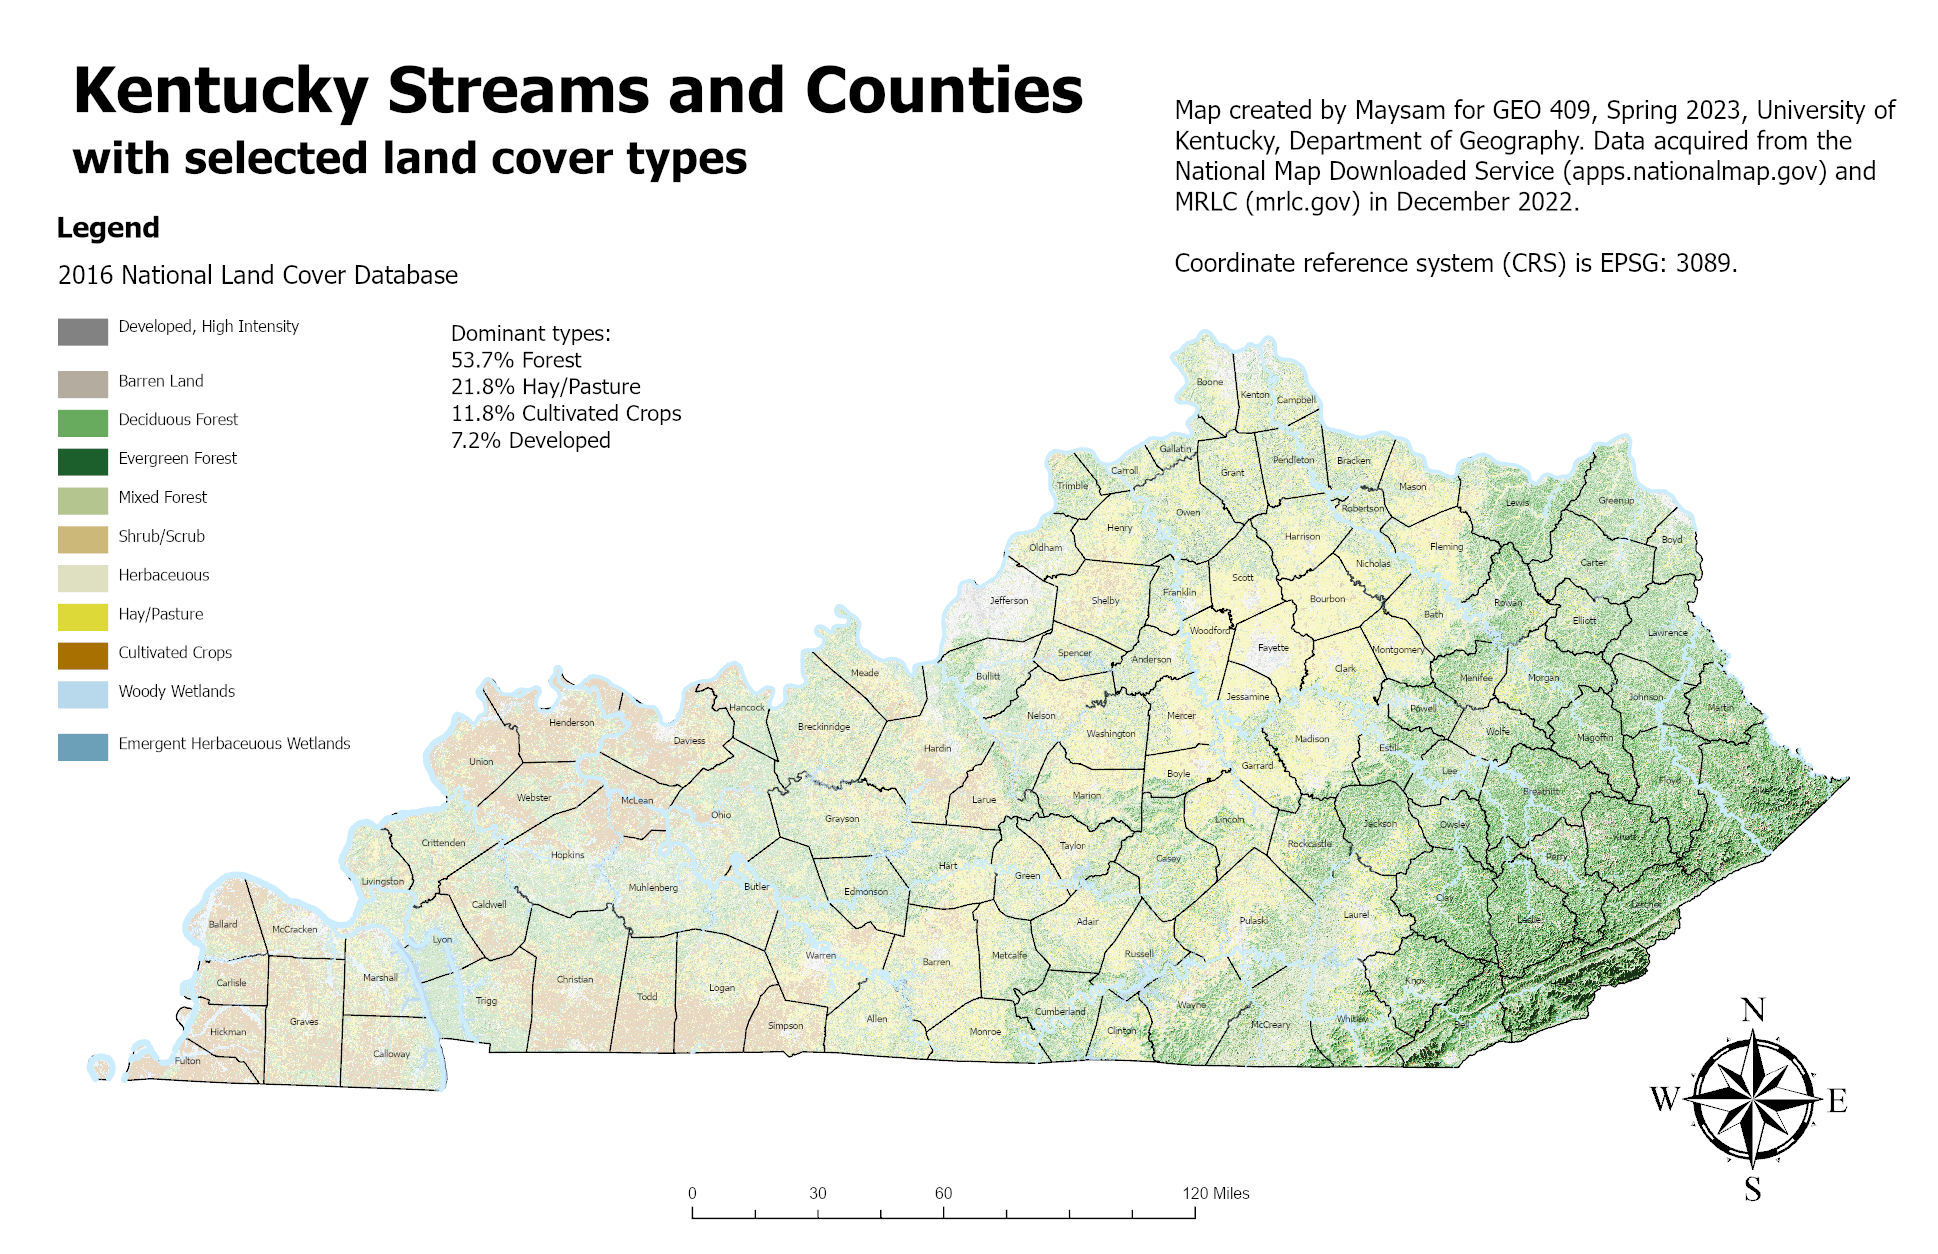 Kentucky Streams and Counties
with selected land cover types
Map created by Maysam for GEO 409, Spring 2023, University of
Kentucky, Department of Geography. Data acquired from the
National Map Downloaded Service (apps.nationalmap.gov) and
MRLC (mrlc.gov) in December 2022.
Coordinate reference system (CRS) is EPSG: 3089.
Legend
2016 National Land Cover Database
Developed, High Intensity
Barren Land
Deciduous Forest
Evergreen Forest
Mixed Forest
Shrub/Scrub
Herbaceuous
Hay/Pasture
Cultivated Crops
Woody Wetlands
Emergent Herbaceuous Wetlands
Dominant types:
53.7% Forest
21.8% Hay/Pasture
11.8% Cultivated Crops
7.2% Developed
Boone
Kenton
Campbell
Gallatin
Carroll
Trimble
Grant
Pendleton
Bracken
Mason
Robertson
Lewis
Greenup
Boyd
Owen
Henry
Oldham
Harrison
Fleming
Nicholas
Carter
Scott
Franklin
Jefferson
Shelby
Bourbon
Bath
Rowan
Elliott
Lawrence
Woodford
Fayette
Montgomery
Spencer
Anderson
Clark
Bullitt
Meade
Menifee
Morgan
Johnson
Martin
Jessamine
Powell
Hancock
Nelson
Mercer
Breckinridge
Henderson
Daviess
Washington
Madison
Wolfe
Magoffin
Hardin
Estill
Union
Garrard
Boyle
Lee
Floyd
Pike
Webster
McLean
Larue
Marion
Breathitt
Ohio
Grayson
Lincoln
Jackson
Owsley
Knott
Crittenden
Hopkins
Taylor
Casey
Rockcastle
Perry
Hart
Green
Livingston
Muhlenberg
Butler
Edmonson
Clay
Letcher
Caldwell
Adair
Pulaski
Laurel
Leslie
Ballard
McCracken
Lyon
Warren
Barren
Metcalfe
Russell
Marshall
Carlisle
Christian
Logan
Knox
Todd
Trigg
Wayne
Graves
Hickman
Simpson
Allen
Monroe
Cumberland
Clinton
McCreary
Whitley
Bell
Calloway
Fulton
N
W
E
S
0
30
60
120 Miles